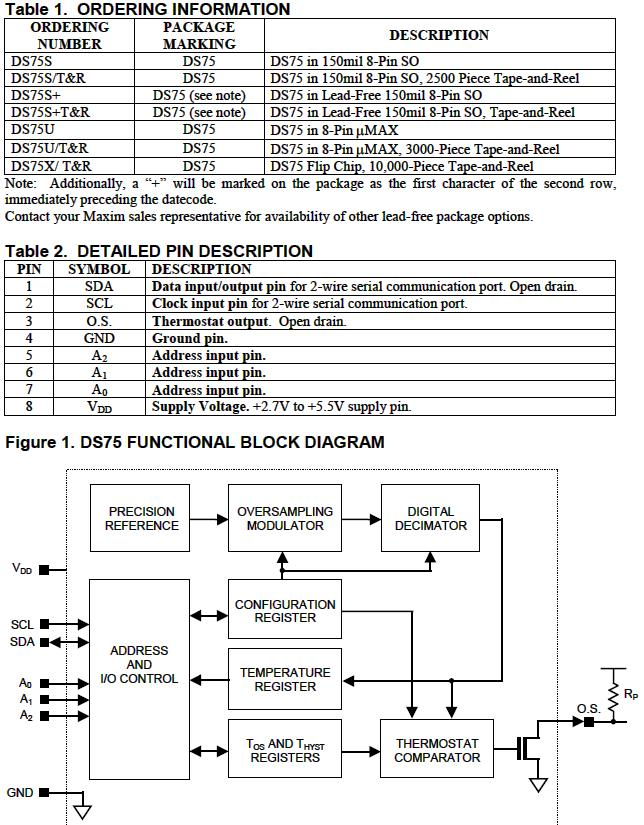 Table 1. ORDERING INFORMATION
ORDERING NUMBER PACKAGE MARKING DESCRIPTION
DS75S DS75 DS75 in 150mil 8-Pin SO
DS75S/T&R DS75 DS75 in 150mil 8-Pin SO, 2500 Piece Tape-and-Reel
DS75S+ DS75 (see note) DS75 in Lead-Free 150mil 8-Pin SO
DS75S+T&R DS75 (see note) DS75 in Lead-Free 150mil 8-Pin SO, Tape-and-Reel
DS75U DS75 DS75 in 8-Pin µMAX
DS75U/T&R DS75 DS75 in 8-Pin µMAX, 3000-Piece Tape-and-Reel
DS75X/ T&R DS75 DS75 Flip Chip, 10,000-Piece Tape-and-Reel
Note: Additionally, a “+” will be marked on the package as the first character of the second row,
immediately preceding the datecode.
Contact your Maxim sales representative for availability of other lead-free package options.
Table 2. DETAILED PIN DESCRIPTION
PIN SYMBOL DESCRIPTION
1 SDA Data input/output pin for 2-wire serial communication port. Open drain.
2 SCL Clock input pin for 2-wire serial communication port.
3 O.S. Thermostat output. Open drain.
4 GND Ground pin.
5 A2 Address input pin.
6 A1 Address input pin.
7 A0 Address input pin.
8 VDD Supply Voltage. +2.7V to +5.5V supply pin.
Figure 1. DS75 FUNCTIONAL BLOCK DIAGRAM
PRECISION
REFERENCE
OVERSAMPLING
MODULATOR
DIGITAL
DECIMATOR
VDD
SCL
SDA
A0
A1
A2
GND
ADDRESS
AND
I/O CONTROL
CONFIGURATION
REGISTER
TEMPERATURE
REGISTER
TOS AND THYST
REGISTERS
THERMOSTAT
COMPARATOR
O.S.
RP